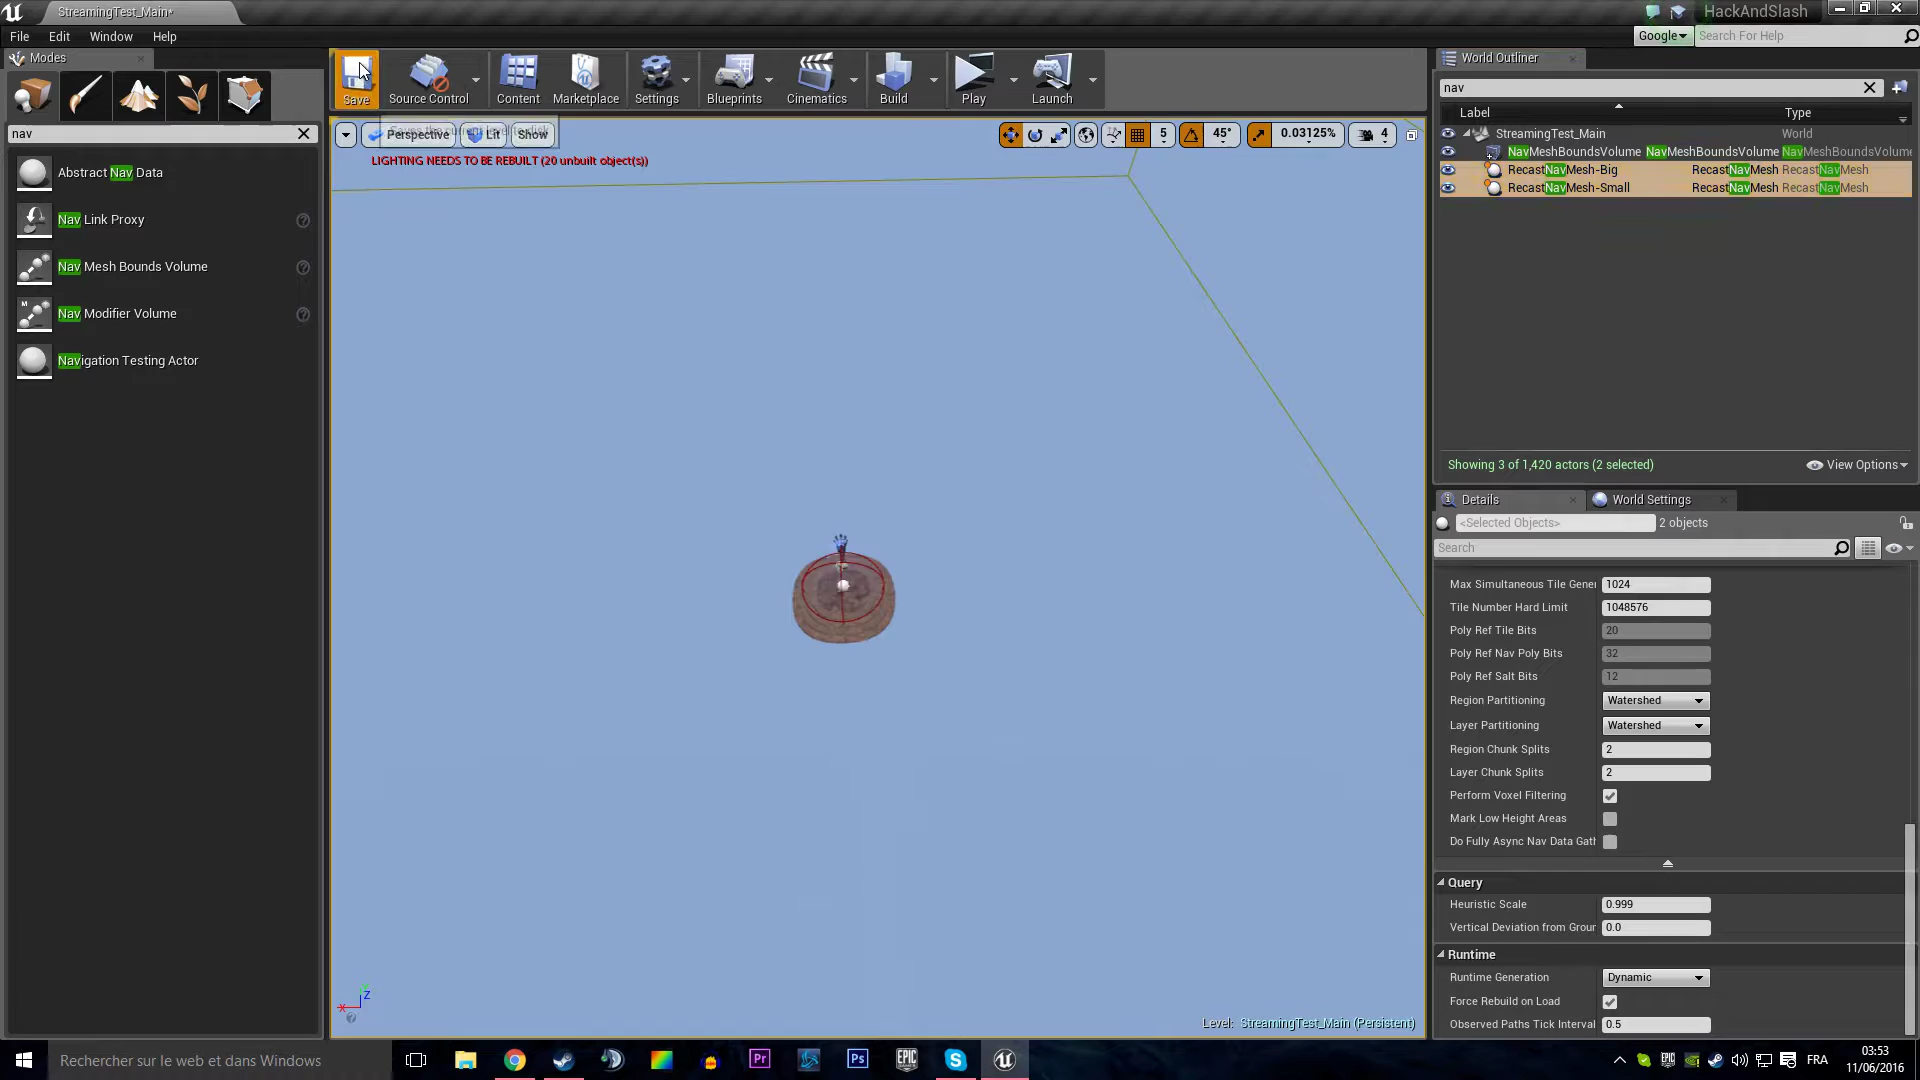 StreamingTest_Main*
HackAndSlash
File Edit Window Help
Google
Search For Help
Modes
Save
Source Control
Content
Marketplace
Settings
Blueprints
Cinematics
Build
Play
Launch
World Outliner
nav
nav
Label
Type
Perspective
Lit
Show
5
45°
0.03125%
4
LIGHTING NEEDS TO BE REBUILT (20 unbuilt object(s))
StreamingTest_Main World
NavMeshBoundsVolume NavMeshBoundsVolume NavMeshBoundsVolume
RecastNavMesh-Big RecastNavMesh RecastNavMesh
RecastNavMesh-Small RecastNavMesh RecastNavMesh
Abstract Nav Data
Nav Link Proxy
Nav Mesh Bounds Volume
Nav Modifier Volume
Navigation Testing Actor
Showing 3 of 1,420 actors (2 selected)
View Options
Details
World Settings
<Selected Objects>
2 objects
Search
Max Simultaneous Tile Gener 1024
Tile Number Hard Limit 1048576
Poly Ref Tile Bits 20
Poly Ref Nav Poly Bits 32
Poly Ref Salt Bits 12
Region Partitioning Watershed
Layer Partitioning Watershed
Region Chunk Splits 2
Layer Chunk Splits 2
Perform Voxel Filtering
Mark Low Height Areas
Do Fully Async Nav Data Gath
Query
Heuristic Scale 0.999
Vertical Deviation from Groun 0.0
Runtime
Runtime Generation Dynamic
Force Rebuild on Load
Observed Paths Tick Interval 0.5
Z
X
Level: StreamingTest_Main (Persistent)
Rechercher sur le web et dans Windows
Pr
Ps
EPIC
FRA
03:53
11/06/2016